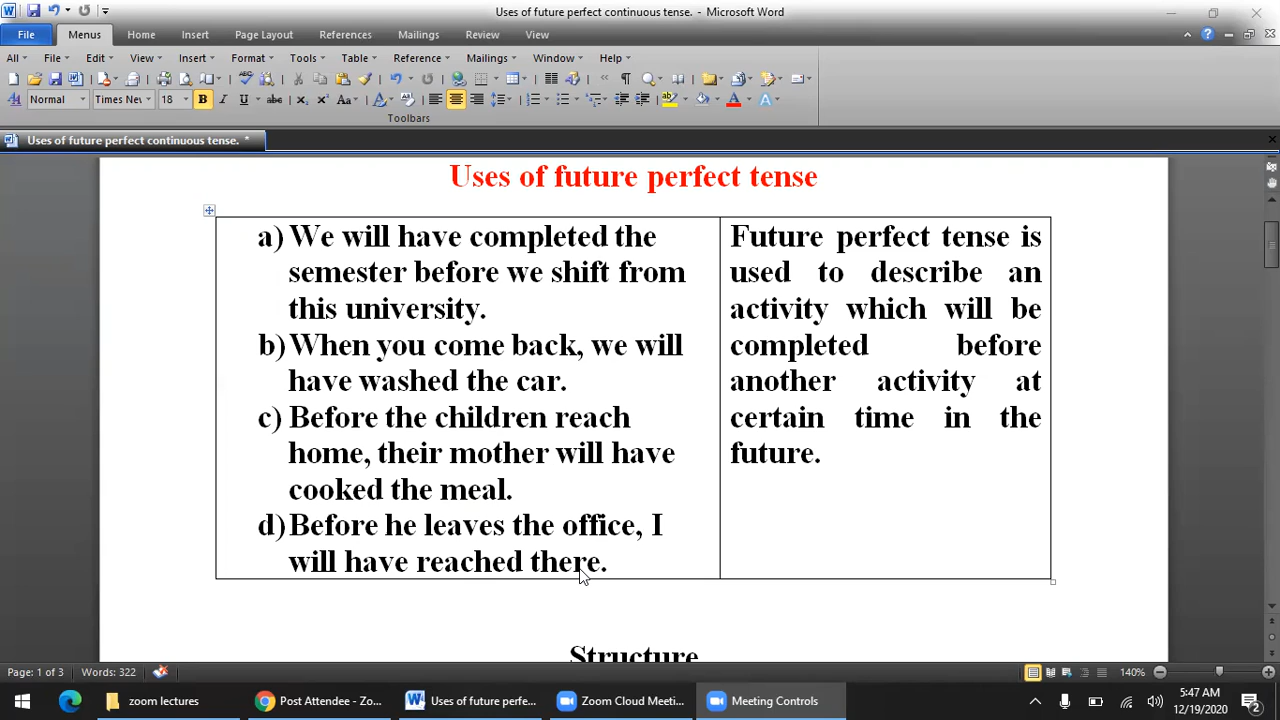 Uses of future perfect continuous tense. - Microsoft Word
File Menus Home Insert Page Layout References Mailings Review View
All File Edit View Insert Format Tools Table Reference Mailings Window Help
Normal Times Nev 18 B I U abc x₂ x² Aa
Toolbars
Uses of future perfect continuous tense. *
Uses of future perfect tense
a) We will have completed the
semester before we shift from
this university.
b) When you come back, we will
have washed the car.
c) Before the children reach
home, their mother will have
cooked the meal.
d) Before he leaves the office, I
will have reached there.
Future perfect tense is
used to describe an
activity which will be
completed before
another activity at
certain time in the
future.
Structure
Page: 1 of 3 Words: 322 140%
zoom lectures Post Attendee - Zo... Uses of future perfe... Zoom Cloud Meeti... Meeting Controls 5:47 AM
12/19/2020 2